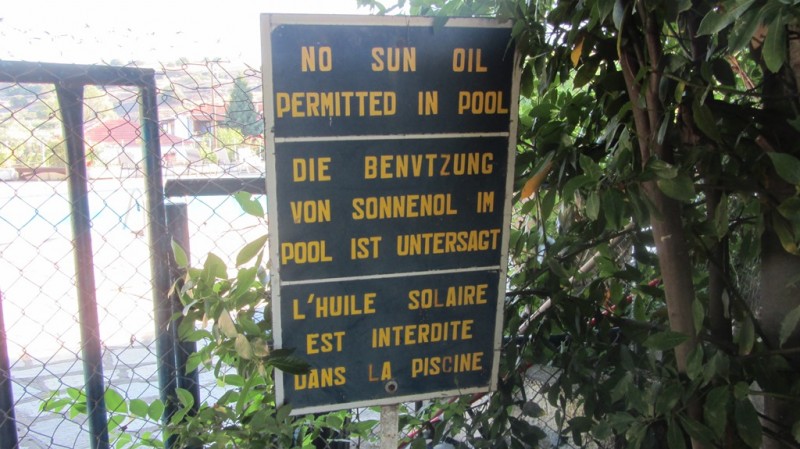 NO SUN OIL
PERMITTED IN POOL
DIE BENVTZUNG
VON SONNENOL IM
POOL IST UNTERSAGT
L'HUILE SOLAIRE
EST INTERDITE
DANS LA PISCINE